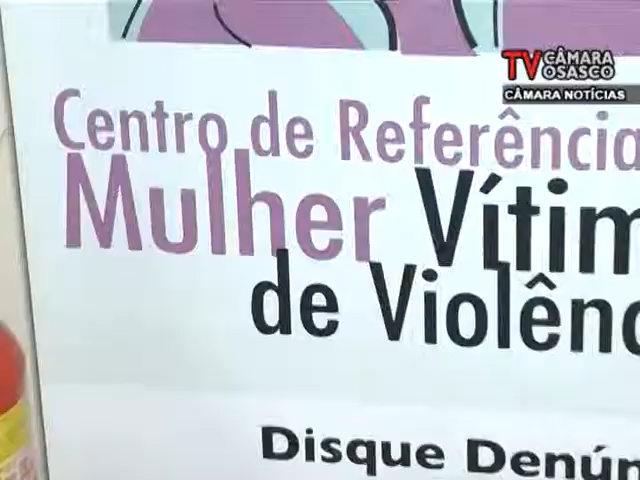 TV CÂMARA
OSASCO
CÂMARA NOTÍCIAS
Centro de Referência
Mulher Vítim
de Violênc
Disque Denún